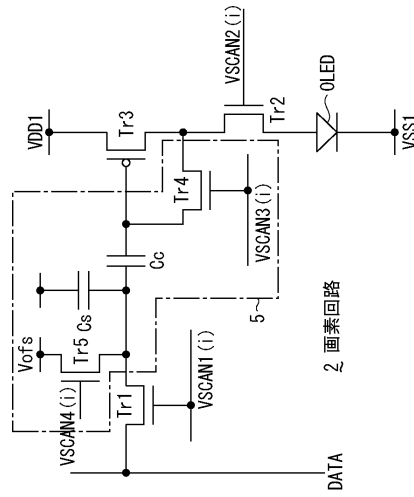 VDD1
Vofs
Tr3
VSCAN2(i)
VSCAN4(i)
Tr5
Cs
Cc
Tr4
Tr2
OLED
VSS1
VSCAN3(i)
Tr1
VSCAN1(i)
5
DATA
2 画素回路